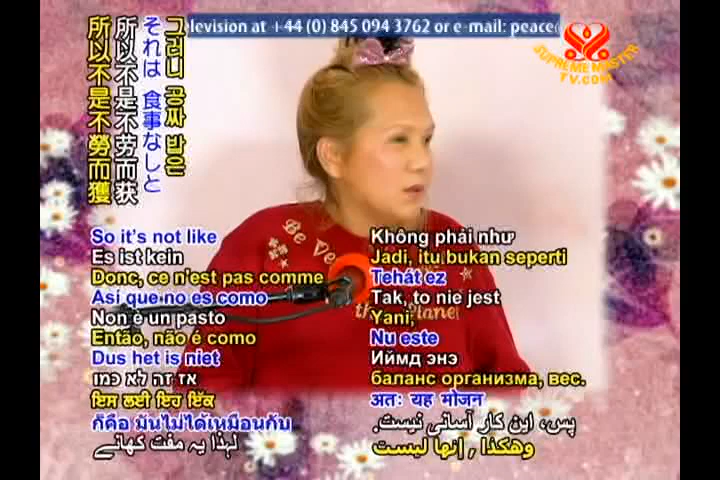 levision at +44 (0) 845 094 3762 or e-mail: peace@
SUPREME MASTER
TV.COM
그러니 공짜 밥은
それは 食事なしと
所以不是不劳而获
所以不是不勞而獲
Be Ve
the Planet
So it's not like
Es ist kein
Donc, ce n'est pas comme
Así que no es como
Non è un pasto
Então, não é como
Dus het is niet
אז זה לא כמו
ਇਸ ਲਈ ਇਹ ਇੱਕ
ก็คือ มันไม่ได้เหมือนกับ
لہٰذا یہ مفت کھانے
Không phải như
Jadi, itu bukan seperti
Tehát ez
Tak, to nie jest
Yani,
Nu este
Иймд энэ
баланс организма, вес.
अतः यह भोजन
پس، این کار آسانی نیست.
وهكذا , إنها ليست